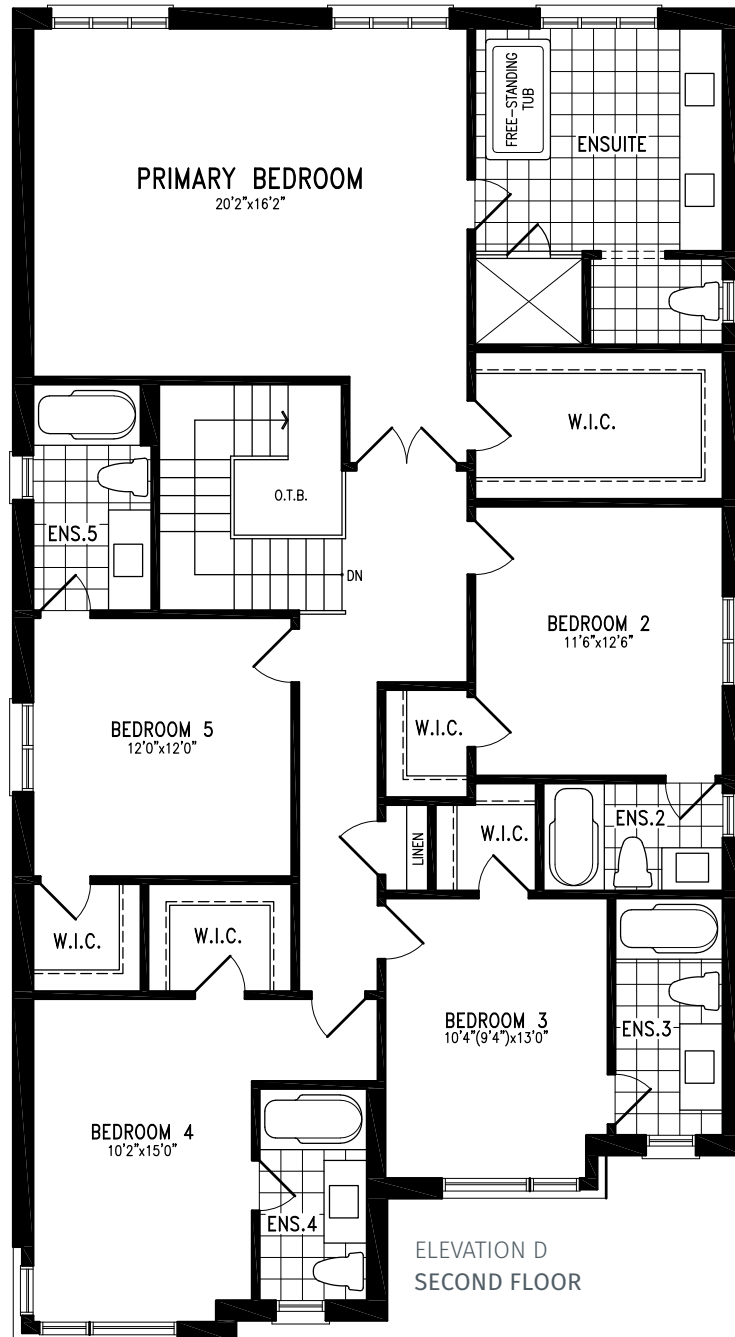 FREE-STANDING
TUB
ENSUITE
PRIMARY BEDROOM
20'2"x16'2"
W.I.C.
O.T.B.
ENS.5
DN
BEDROOM 2
11'6"x12'6"
BEDROOM 5
12'0"x12'0"
W.I.C.
LINEN
W.I.C.
ENS.2
W.I.C.
W.I.C.
BEDROOM 3
10'4"(9'4")x13'0"
ENS.3
BEDROOM 4
10'2"x15'0"
ENS.4
ELEVATION D
SECOND FLOOR